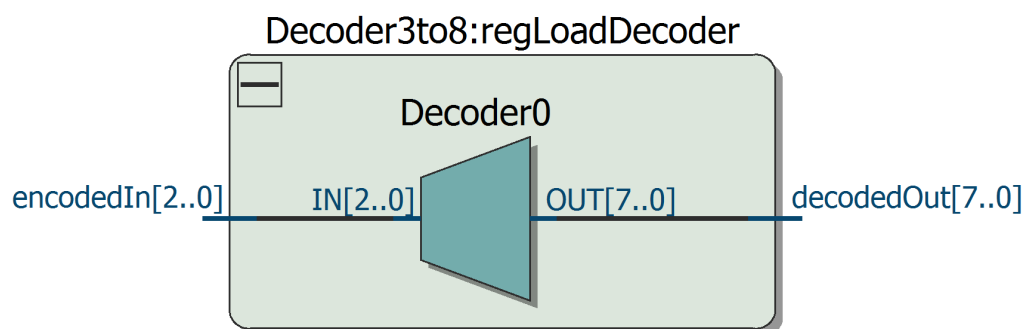 Decoder3to8:regLoadDecoder
Decoder0
encodedIn[2..0] IN[2..0] OUT[7..0] decodedOut[7..0]